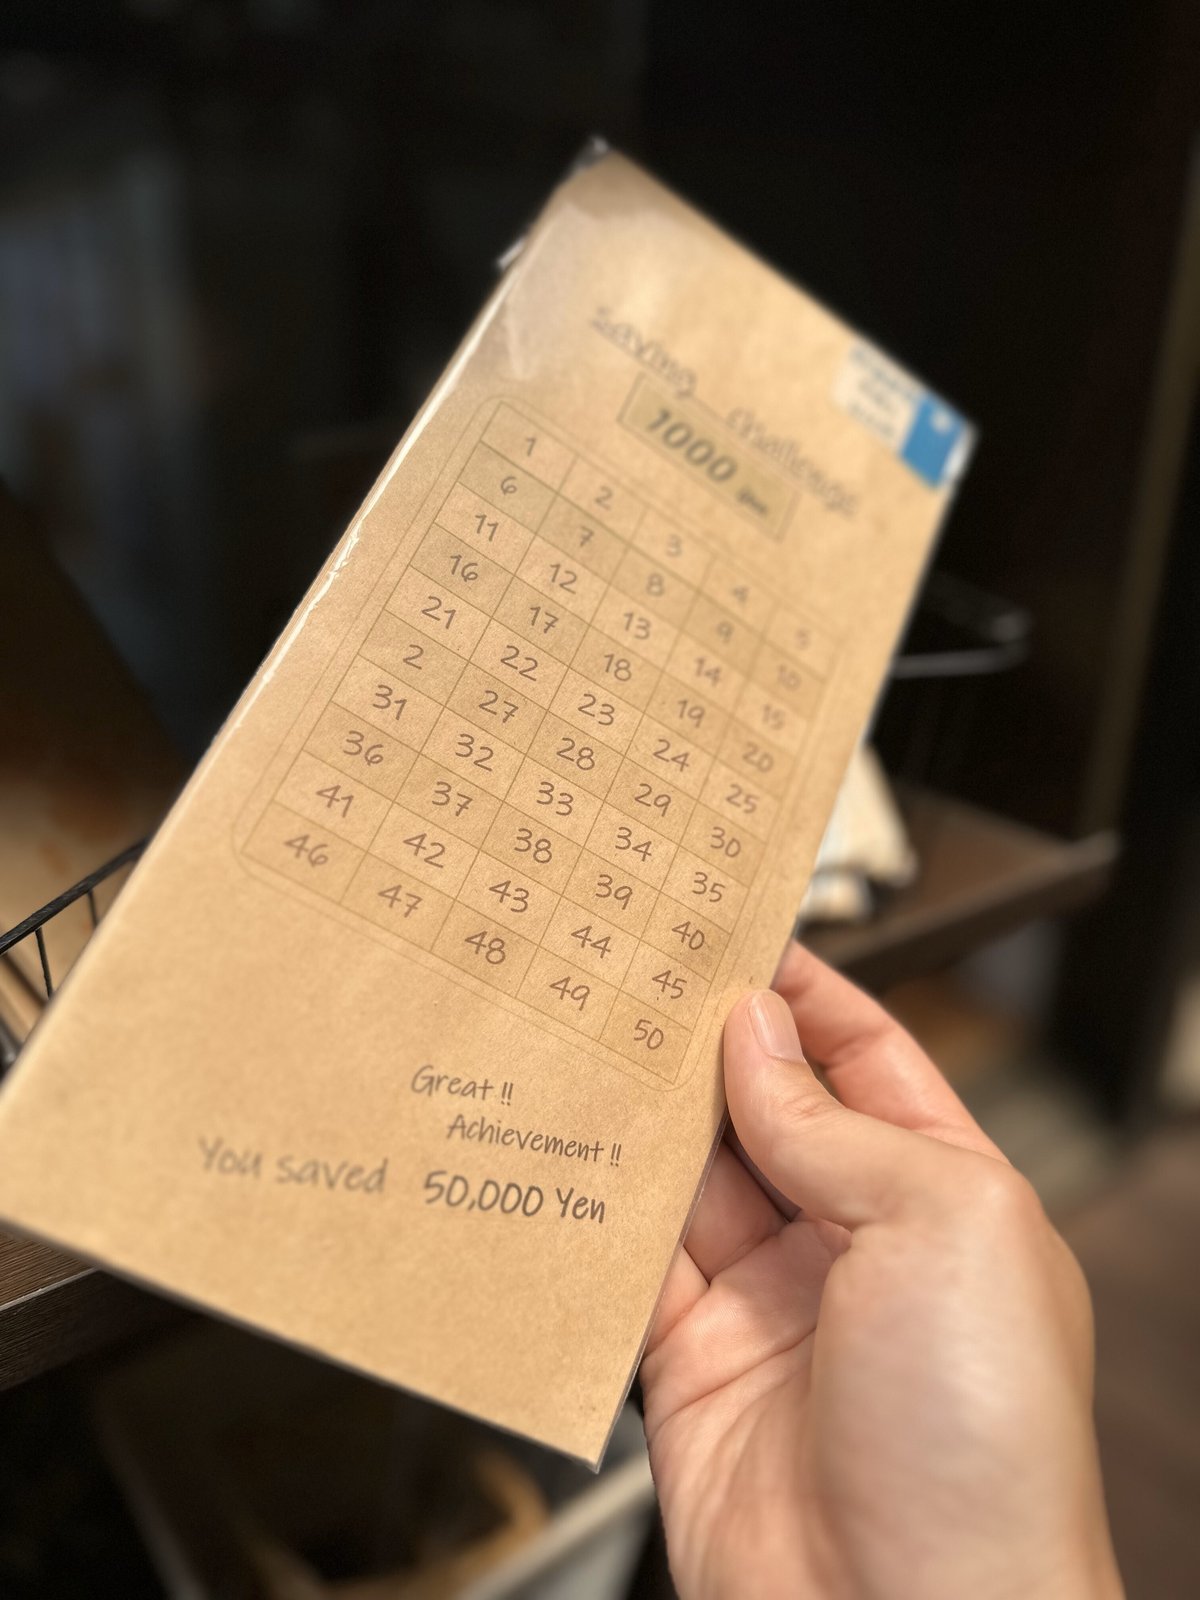 Saving challenge
1000 Yen
1 2 3 4 5
6 7 8 9 10
11 12 13 14 15
16 17 18 19 20
21 22 23 24 25
2 27 28 29 30
31 32 33 34 35
36 37 38 39 40
41 42 43 44 45
46 47 48 49 50
Great !!
Achievement !!
You saved 50,000 Yen